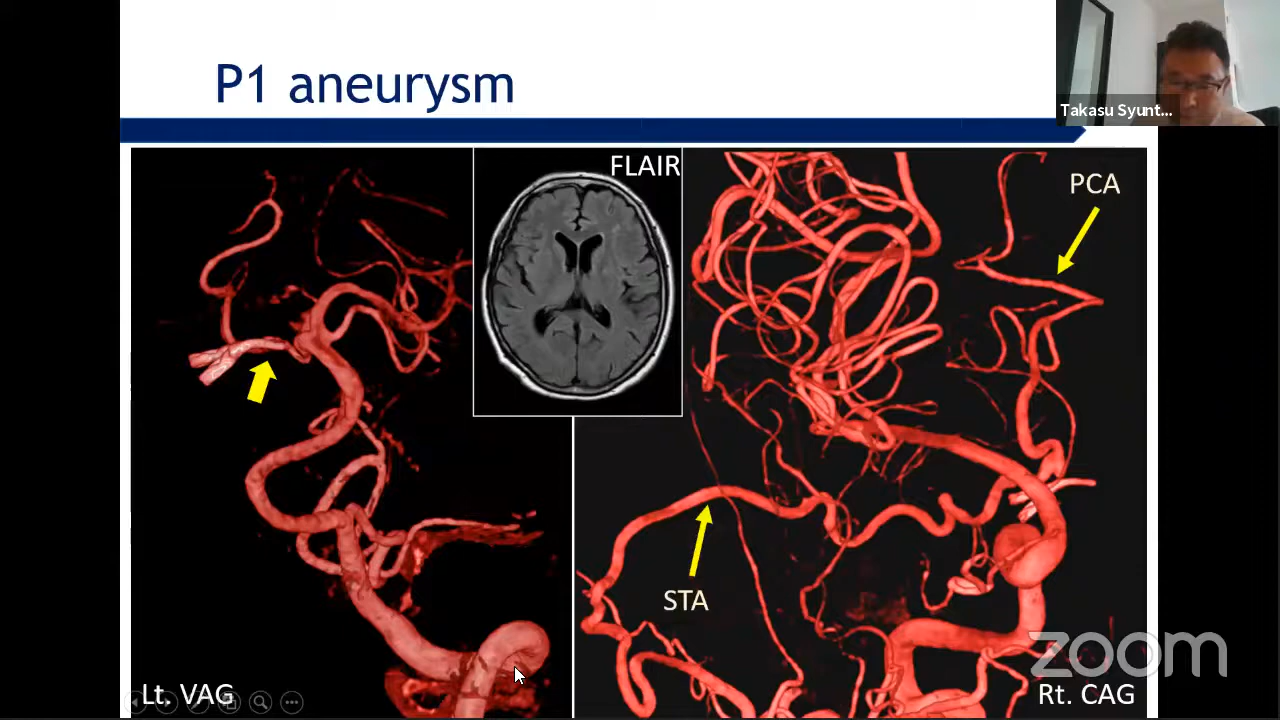 P1 aneurysm
Takasu Syunt...
FLAIR
PCA
STA
Lt. VAG
Rt. CAG
zoom